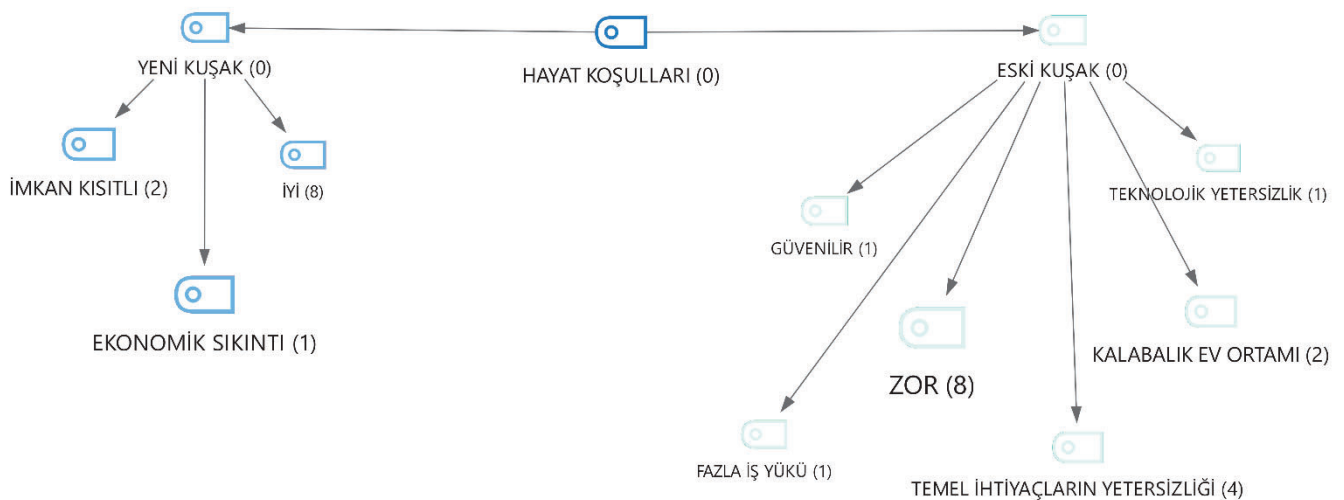 YENİ KUŞAK (0)
HAYAT KOŞULLARI (0)
ESKİ KUŞAK (0)
İMKAN KISITLI (2)
İYİ (8)
EKONOMİK SIKINTI (1)
TEKNOLOJİK YETERSİZLİK (1)
GÜVENİLİR (1)
KALABALIK EV ORTAMI (2)
ZOR (8)
FAZLA İŞ YÜKÜ (1)
TEMEL İHTİYAÇLARIN YETERSİZLİĞİ (4)